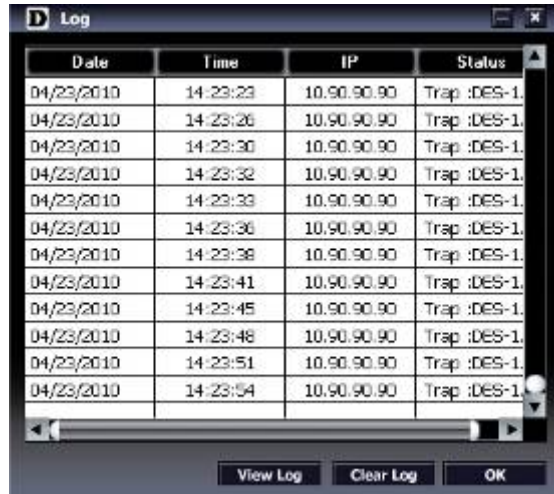 D Log
Date Time IP Status
04/23/2010 14:23:23 10.90.90.90 Trap :DES-1.
04/23/2010 14:23:26 10.90.90.90 Trap :DES-1.
04/23/2010 14:23:30 10.90.90.90 Trap :DES-1.
04/23/2010 14:23:32 10.90.90.90 Trap :DES-1.
04/23/2010 14:23:33 10.90.90.90 Trap :DES-1.
04/23/2010 14:23:36 10.90.90.90 Trap :DES-1.
04/23/2010 14:23:38 10.90.90.90 Trap :DES-1.
04/23/2010 14:23:41 10.90.90.90 Trap :DES-1.
04/23/2010 14:23:45 10.90.90.90 Trap :DES-1.
04/23/2010 14:23:48 10.90.90.90 Trap :DES-1.
04/23/2010 14:23:51 10.90.90.90 Trap :DES-1.
04/23/2010 14:23:54 10.90.90.90 Trap :DES-1.
View Log Clear Log OK